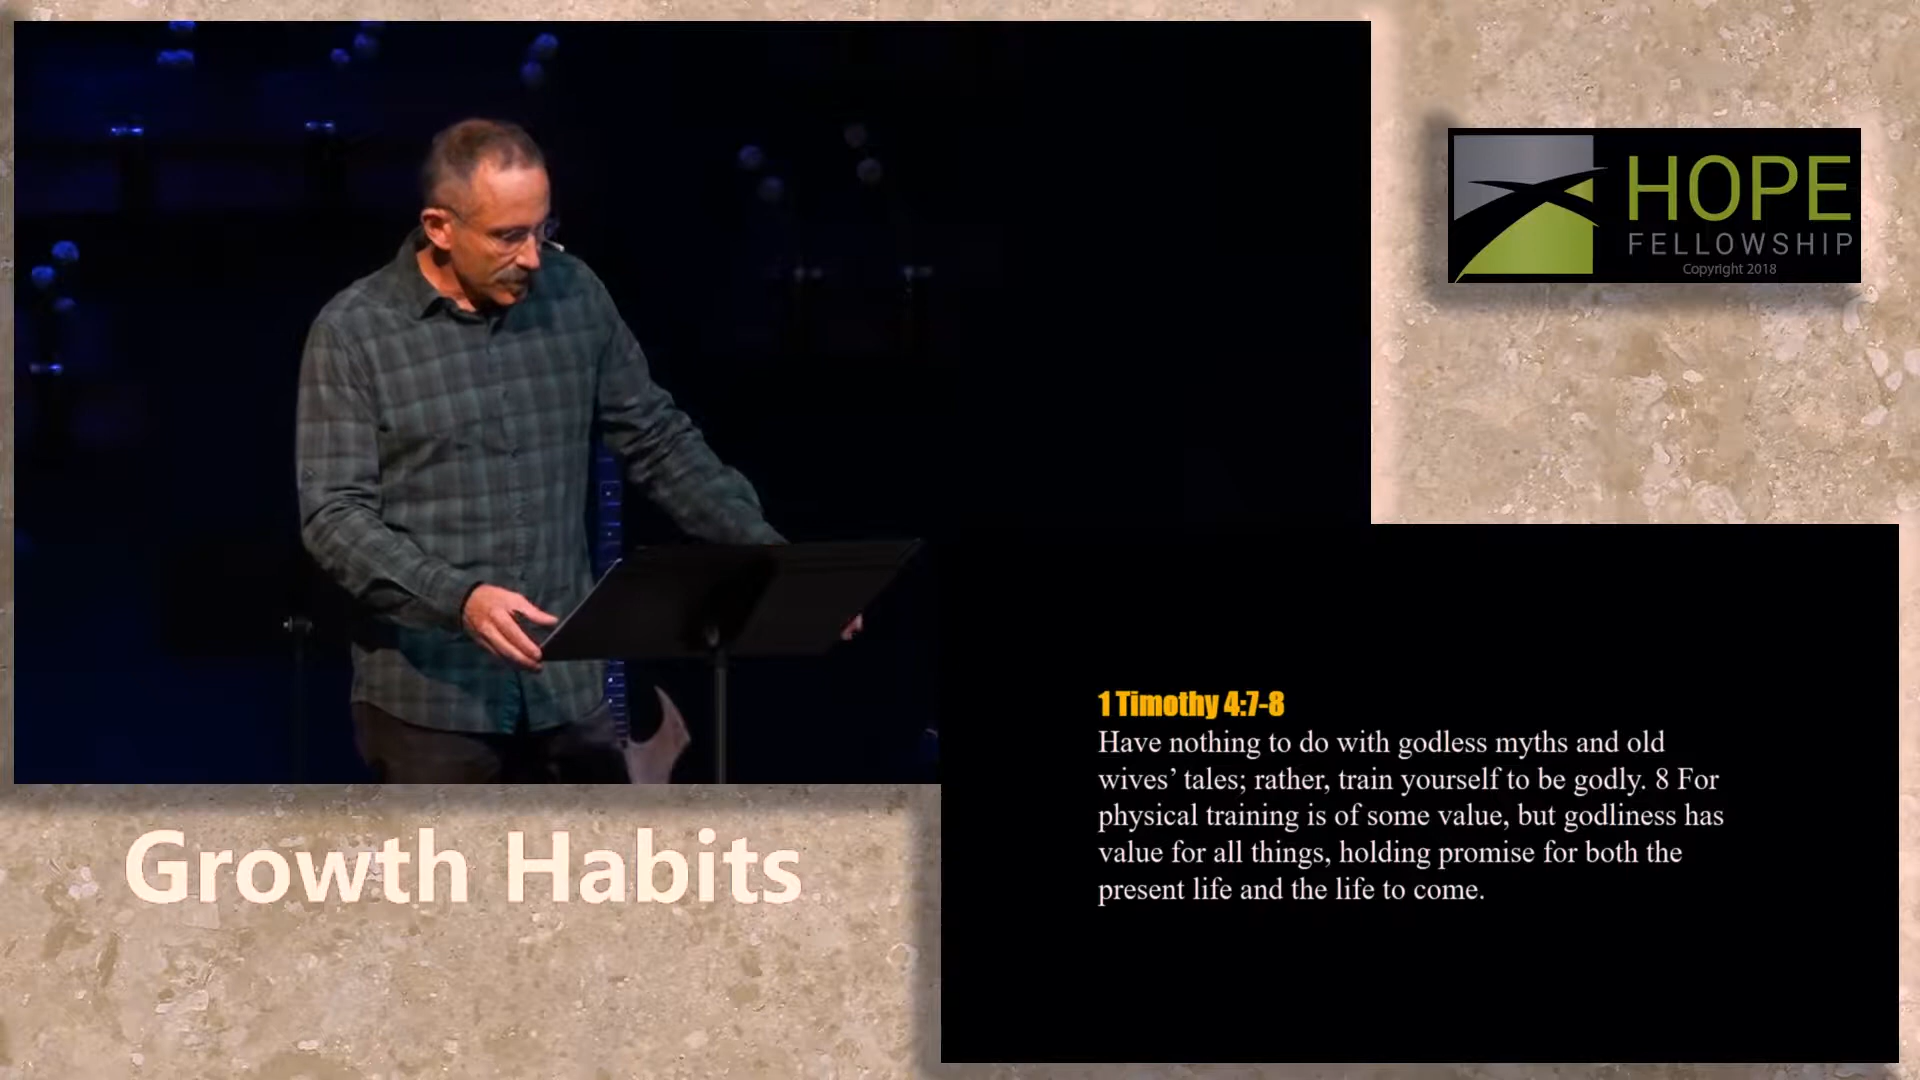 HOPE
FELLOWSHIP
Copyright 2018
1 Timothy 4:7-8
Have nothing to do with godless myths and old
wives’ tales; rather, train yourself to be godly. 8 For
physical training is of some value, but godliness has
value for all things, holding promise for both the
present life and the life to come.
Growth Habits